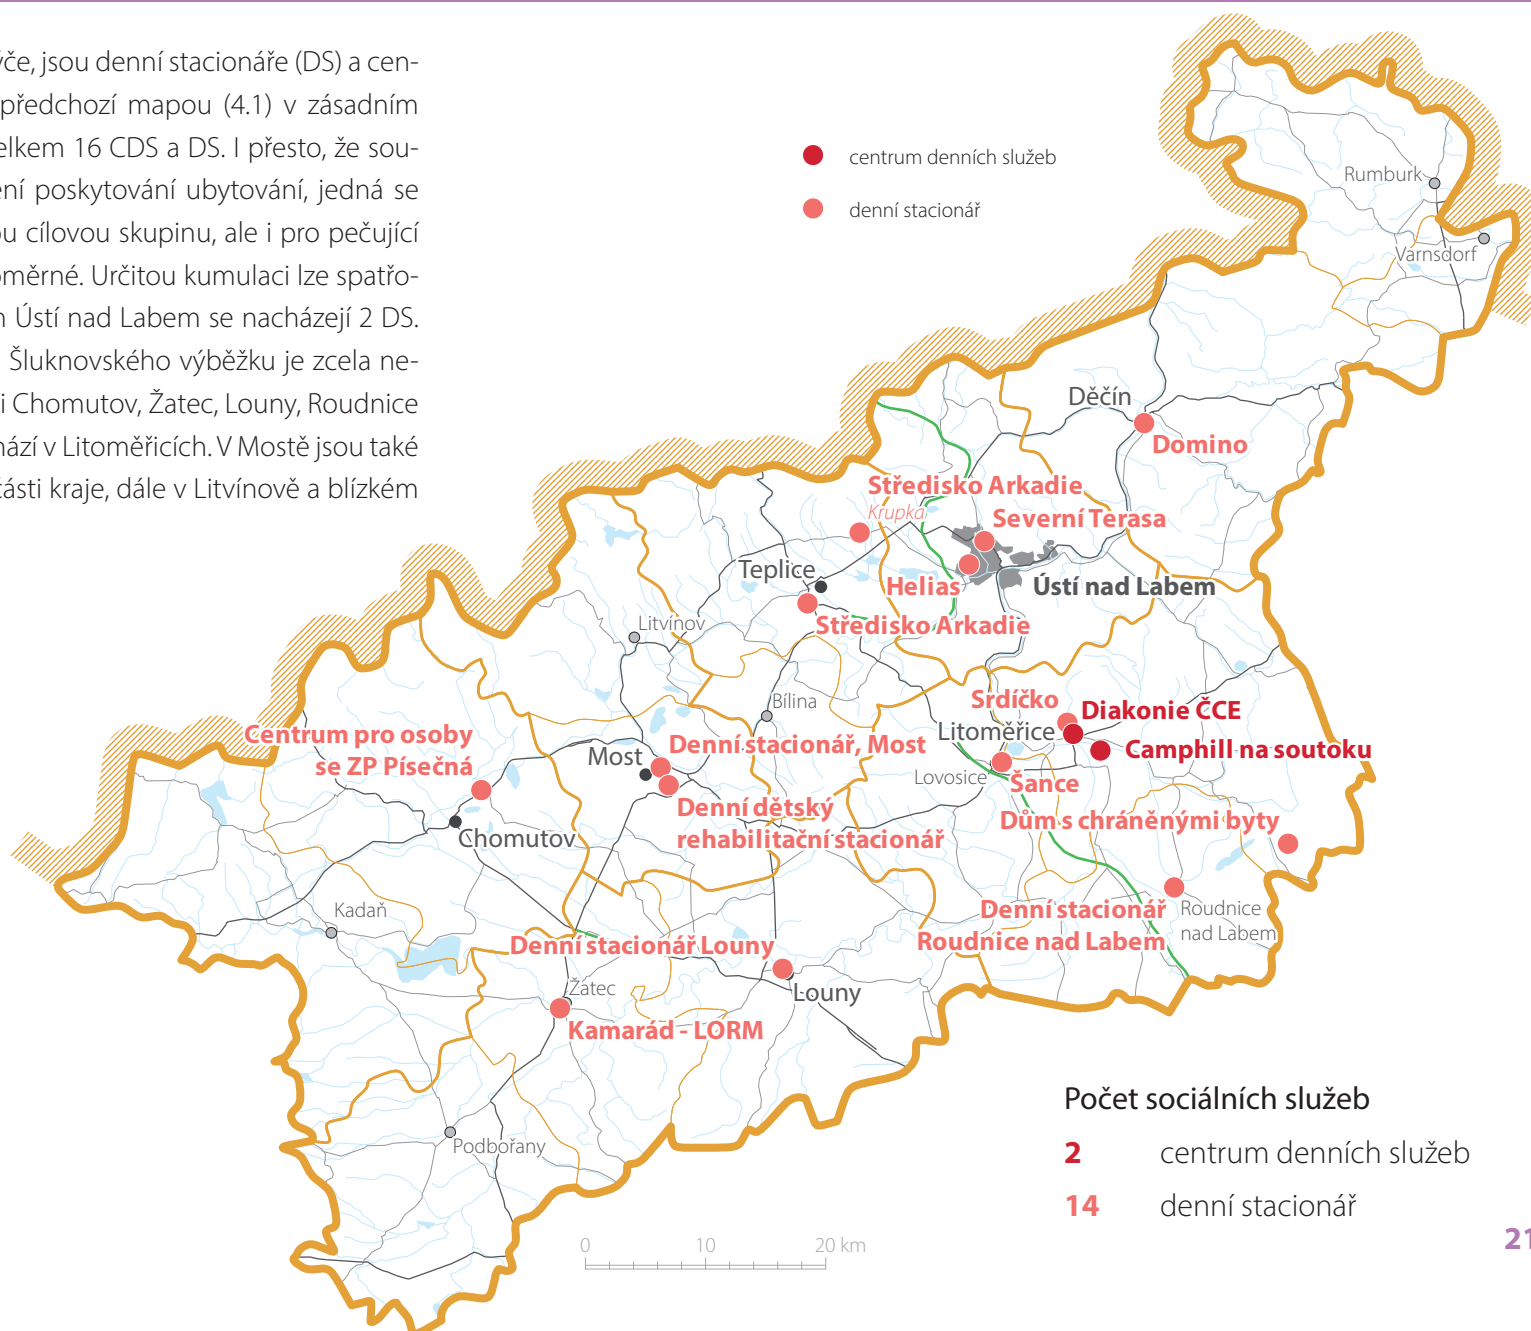 ýče, jsou denní stacionáře (DS) a cen-
předchozí mapou (4.1) v zásadním
elkem 16 CDS a DS. I přesto, že sou-
ení poskytování ubytování, jedná se
ou cílovou skupinu, ale i pro pečující
oměrné. Určitou kumulaci lze spatřo-
n Ústí nad Labem se nacházejí 2 DS.
Šluknovského výběžku je zcela ne-
i Chomutov, Žatec, Louny, Roudnice
hází v Litoměřicích. V Mostě jsou také
části kraje, dále v Litvínově a blízkém
centrum denních služeb
denní stacionář
Rumburk
Varnsdorf
Děčín
Domino
Středisko Arkadie
Krupka
Severní Terasa
Teplice
Helias
Ústí nad Labem
Středisko Arkadie
Litvínov
Bílina
Srdíčko
Diakonie ČCE
Litoměřice
Camphill na soutoku
Centrum pro osoby
se ZP Písečná
Most
Denní stacionář, Most
Lovosice
Šance
Denní dětský
rehabilitační stacionář
Dům s chráněnými byty
Chomutov
Kadaň
Denní stacionář
Roudnice nad Labem
Roudnice
nad Labem
Denní stacionář Louny
Louny
Žatec
Kamarád - LORM
Podbořany
Počet sociálních služeb
2 centrum denních služeb
14 denní stacionář
0 10 20 km
21